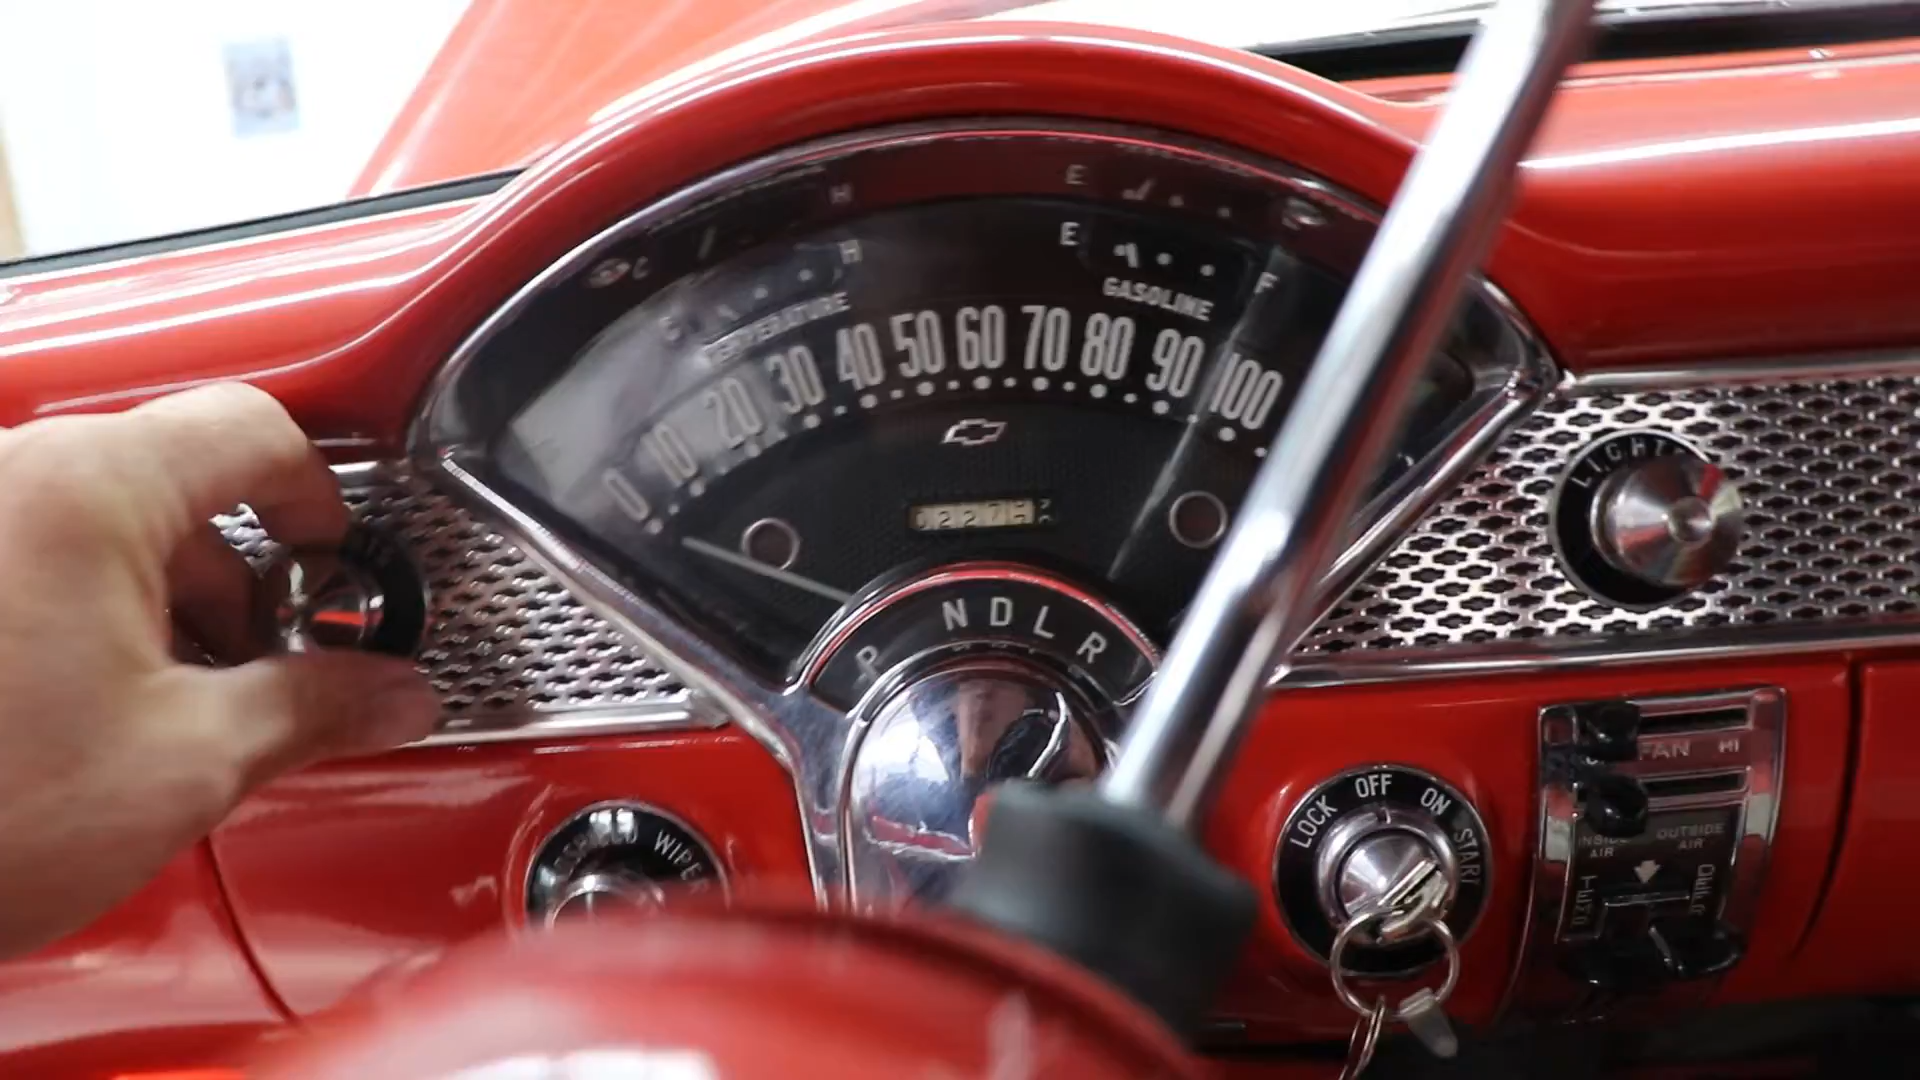 H
E
C
H
E
F
C
TEMPERATURE
GASOLINE
0 10 20 30 40 50 60 70 80 90 100
P N D L R
LIGHT
WIPER
LOCK OFF ON START
FAN HI
INSIDE AIR
OUTSIDE AIR